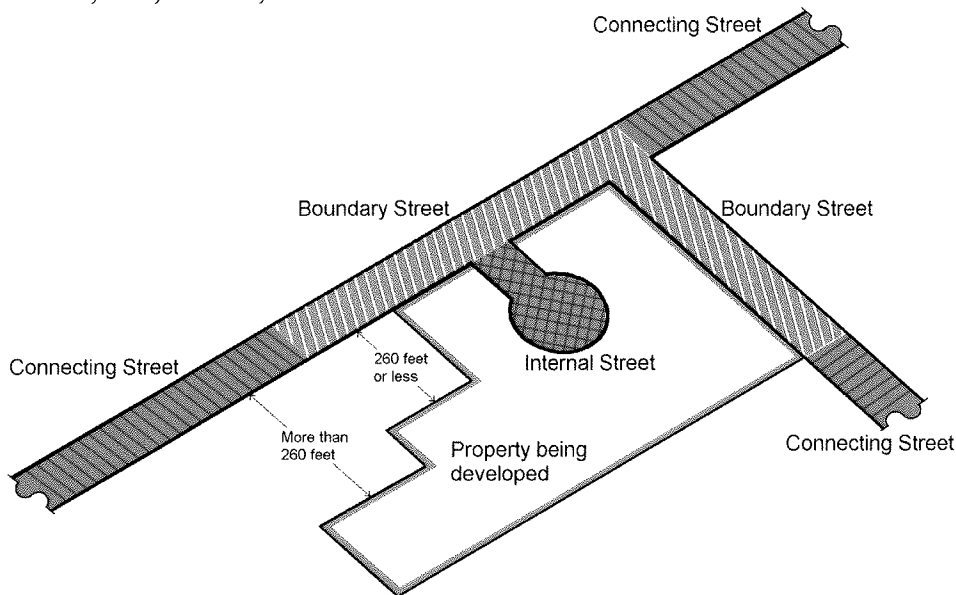 Connecting Street
Boundary Street
Boundary Street
Connecting Street
260 feet
or less
Internal Street
More than
260 feet
Property being
developed
Connecting Street